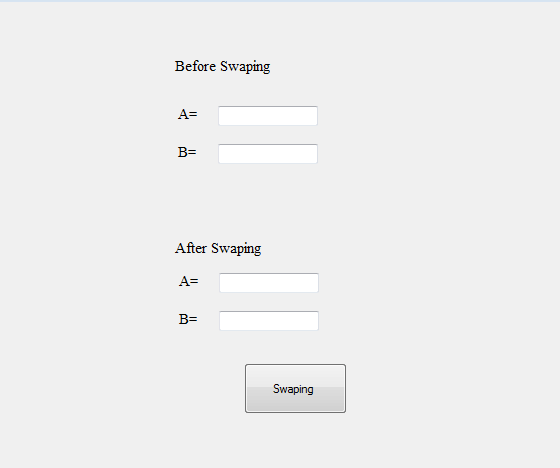 Before Swaping
A=
B=
After Swaping
A=
B=
Swaping